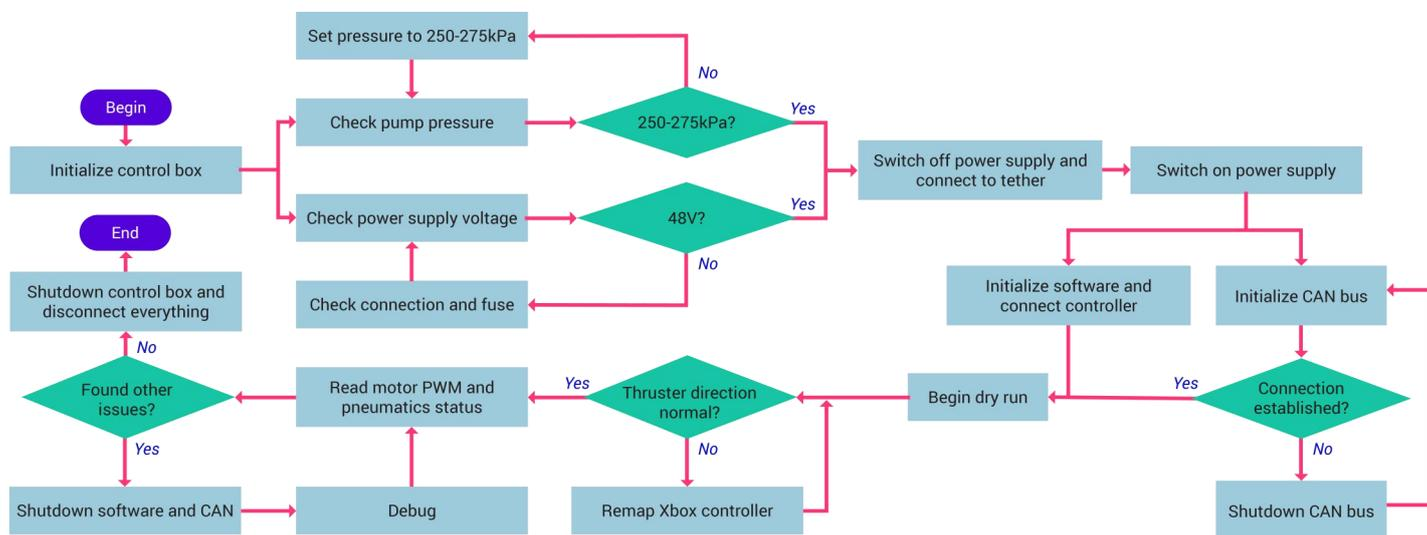 Set pressure to 250-275kPa
No
Begin
Check pump pressure
250-275kPa?
Yes
Initialize control box
Switch off power supply and
connect to tether
Switch on power supply
Check power supply voltage
48V?
Yes
End
No
Shutdown control box and
disconnect everything
Check connection and fuse
Initialize software and
connect controller
Initialize CAN bus
No
Found other
issues?
Read motor PWM and
pneumatics status
Yes
Thruster direction
normal?
Begin dry run
Yes
Connection
established?
Yes
No
No
Shutdown software and CAN
Debug
Remap Xbox controller
Shutdown CAN bus